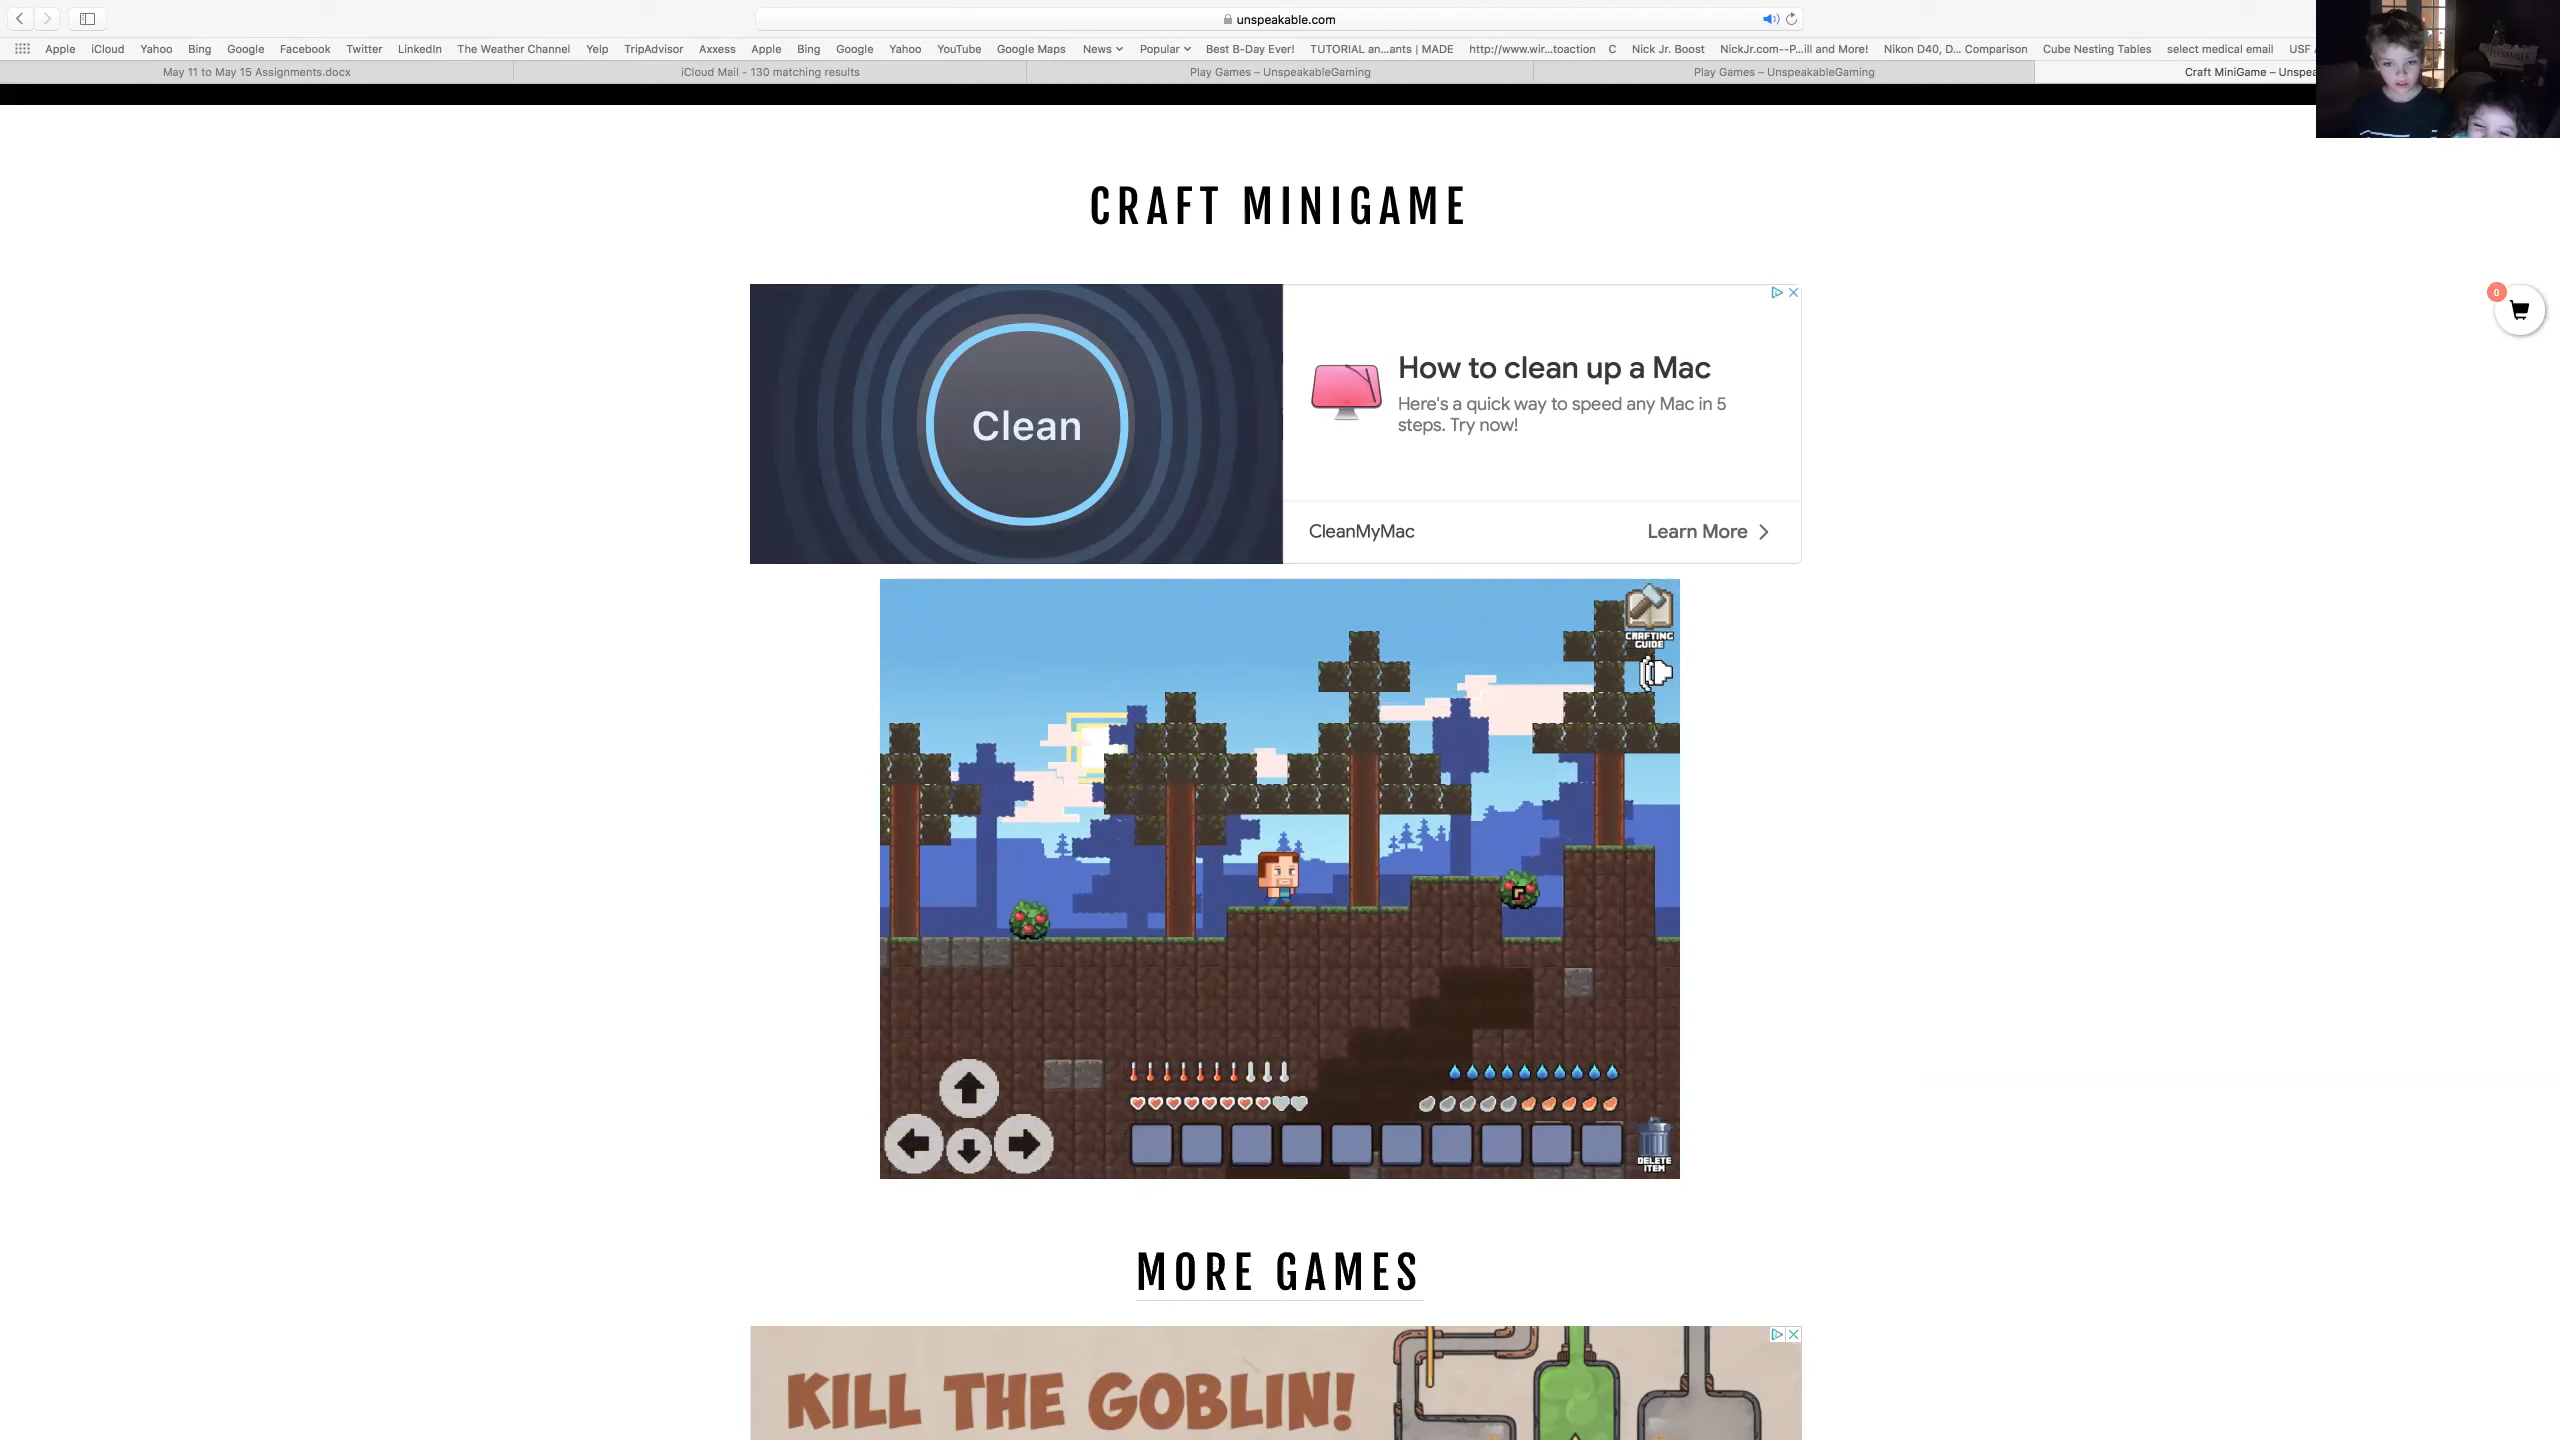 unspeakable.com
Apple iCloud Yahoo Bing Google Facebook Twitter LinkedIn The Weather Channel Yelp TripAdvisor Axxess Apple Bing Google Yahoo YouTube Google Maps News Popular Best B-Day Ever! TUTORIAL an...ants | MADE http://www.wir...toaction C Nick Jr. Boost NickJr.com--P...ill and More! Nikon D40, D... Comparison Cube Nesting Tables select medical email USF
May 11 to May 15 Assignments.docx iCloud Mail - 130 matching results Play Games – UnspeakableGaming Play Games – UnspeakableGaming Craft MiniGame – Unspea
CRAFT MINIGAME
0
Clean
How to clean up a Mac
Here's a quick way to speed any Mac in 5
steps. Try now!
CleanMyMac Learn More
CRAFTING
GUIDE
DELETE
ITEM
MORE GAMES
KILL THE GOBLIN!